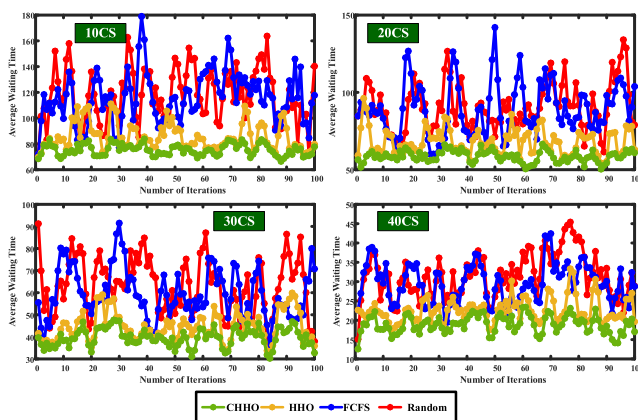 10CS
Average Waiting Time
180
160
140
120
100
80
60
0 10 20 30 40 50 60 70 80 90 100
Number of Iterations
20CS
Average Waiting Time
150
100
50
0 10 20 30 40 50 60 70 80 90 100
Number of Iterations
30CS
Average Waiting Time
100
90
80
70
60
50
40
30
0 10 20 30 40 50 60 70 80 90 100
Number of Iterations
40CS
Average Waiting Time
50
45
40
35
30
25
20
15
10
0 10 20 30 40 50 60 70 80 90 100
Number of Iterations
CHHO HHO FCFS Random